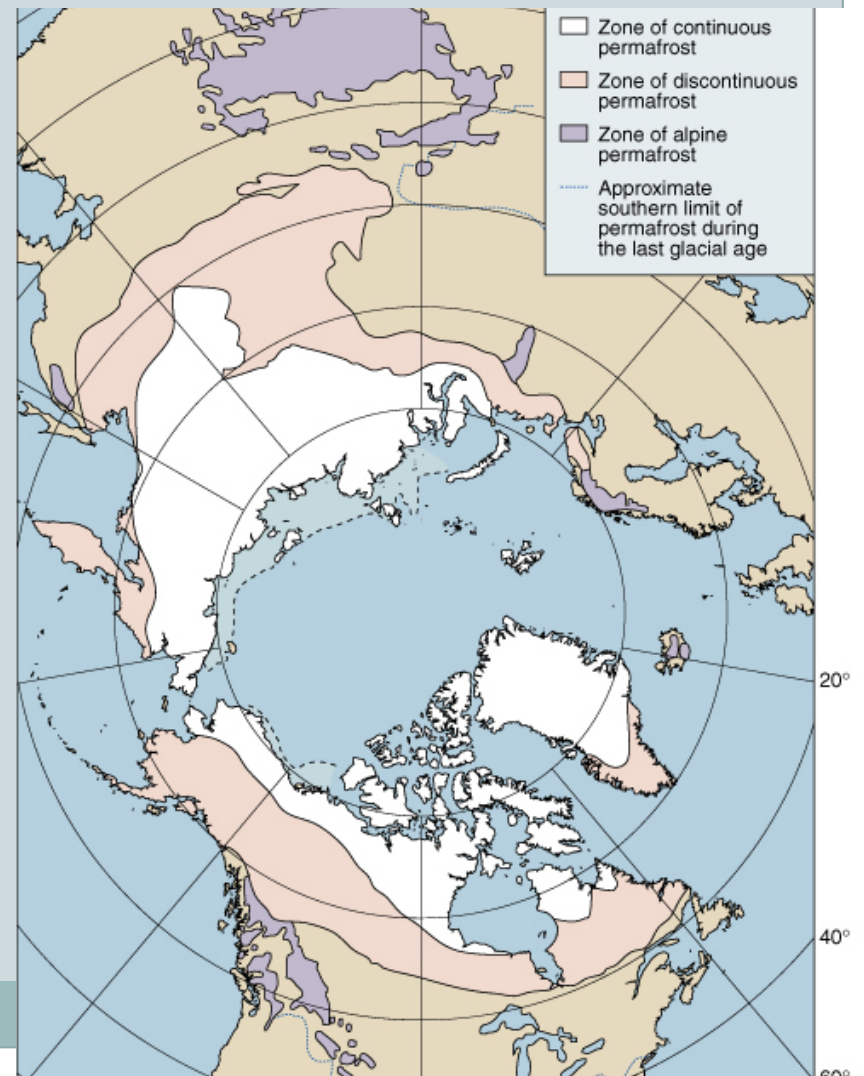 Zone of continuous
permafrost
Zone of discontinuous
permafrost
Zone of alpine
permafrost
Approximate
southern limit of
permafrost during
the last glacial age
20°
40°
60°